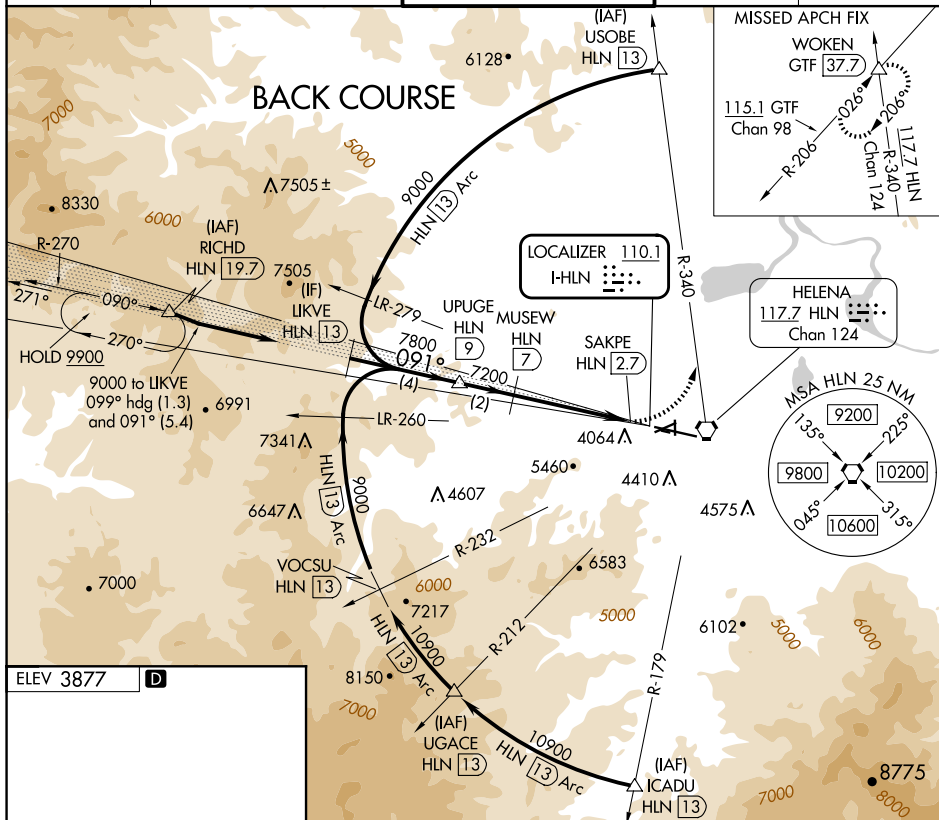 (IAF)
USOBE
HLN 13
6128
BACK COURSE
MISSED APCH FIX
WOKEN
GTF 37.7
115.1 GTF
Chan 98
026°
206°
R-206
117.7 HLN
R-340
Chan 124
7000
5000
7505 ±
9000
HLN 13 Arc
8330
6000
(IAF)
RICHD
HLN 19.7
R-270
271°
090°
270°
HOLD 9900
9000 to LIKVE
099° hdg (1.3)
and 091° (5.4)
7505
(IF)
LIKVE
HLN 13
LR-279
LOCALIZER 110.1
I-HLN
R-340
HELENA
117.7 HLN
Chan 124
UPUGE
HLN
9
MUSEW
HLN
7
SAKPE
HLN 2.7
7800
091°
(4)
7200
(2)
6991
LR-260
7341
4064
5460
4410
4575
MSA HLN 25 NM
9200
135°
225°
9800
10200
045°
315°
10600
HLN 13 Arc
9000
6647
4607
R-232
VOCSU
HLN 13
7000
6000
7217
6583
5000
R-212
10900
HLN 13 Arc
6102
5000
6000
R-179
ELEV 3877 D
8150
7000
(IAF)
UGACE
HLN 13
10900
HLN 13 Arc
(IAF)
ICADU
HLN 13
7000
8775
8000